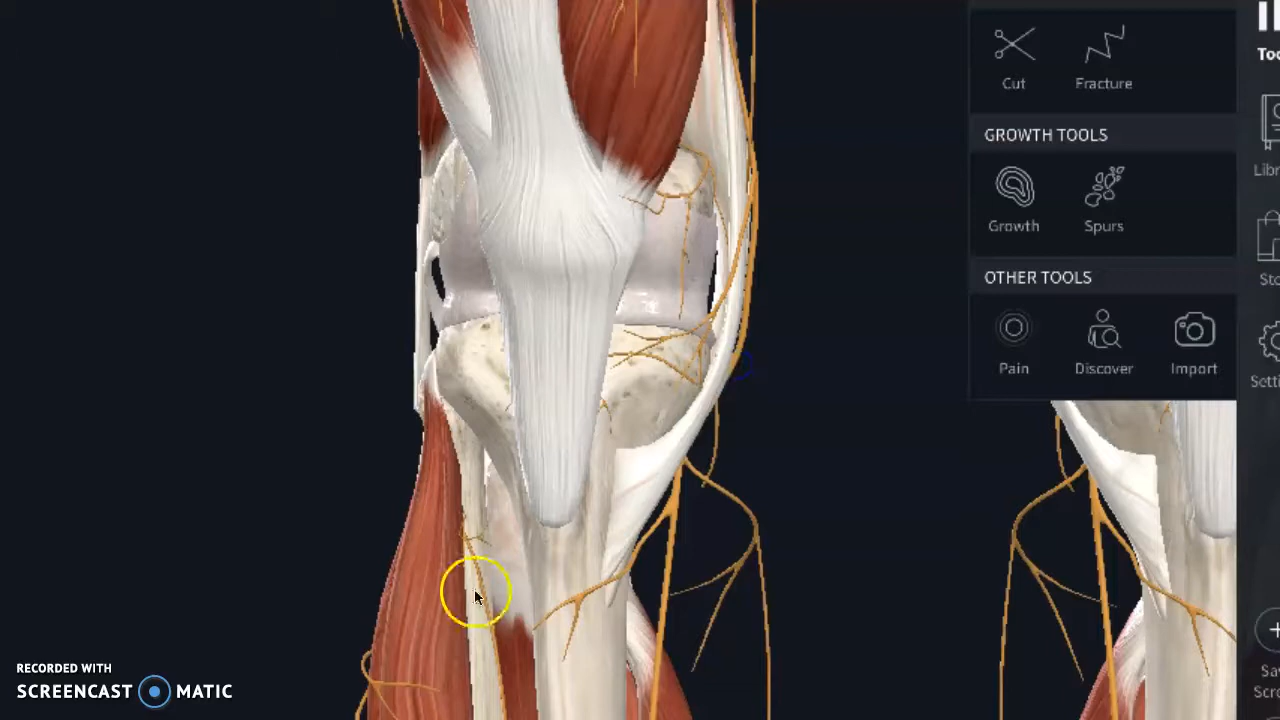 Cut Fracture
GROWTH TOOLS
Growth Spurs
OTHER TOOLS
Pain Discover Import
RECORDED WITH
SCREENCAST MATIC